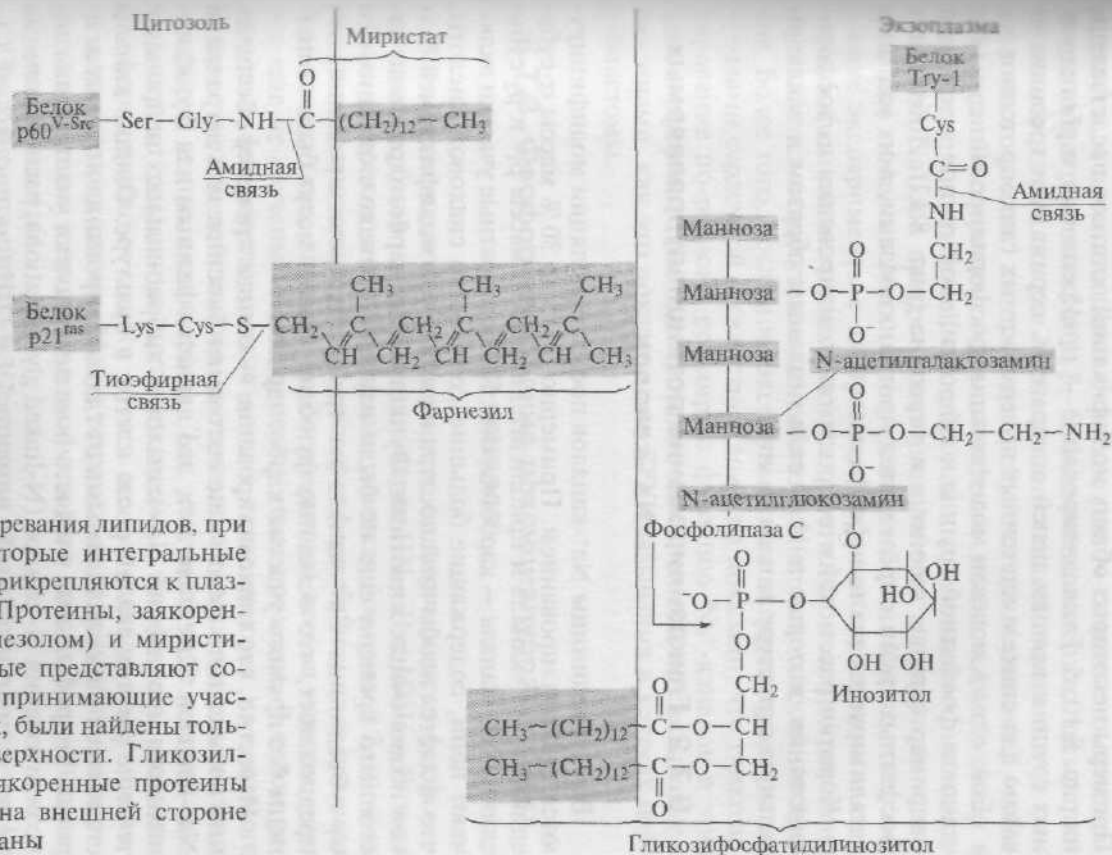 Цитозоль
Миристат
Экзоплазма
O
Белок
p60V-Src
Ser—Gly—NH—C—(CH2)12—CH3
Амидная
связь
Белок
Try-1
Cys
C=O
Амидная
связь
NH
CH2
CH2
Белок
p21ras
Lys—Cys—S—CH2
CH3
CH3
CH3
CH2
CH2
CH
CH2
CH
CH2
CH
CH3
Тиоэфирная
связь
Фарнезил
Манноза
O
Манноза
—O—P—O—
O−
Манноза
N-ацетилгалактозамин
O
Манноза
—O—P—O—CH2—CH2—NH2
O−
N-ацетилглюкозамин
Фосфолипаза С
O
O
−O—P—O
O
OH
HO
OH
OH
OH
Инозитол
CH2
O
CH3—(CH2)12—C—O—CH
CH3—(CH2)12—C—O—CH2
O
Гликозифосфатидилинозитол
ревания липидов, при
торые интегральные
рикрепляются к плаз-
Протеины, заякорен-
незолом) и миристи-
ые представляют со-
принимающие учас-
, были найдены толь-
верхности. Гликозил-
якоренные протеины
на внешней стороне
аны